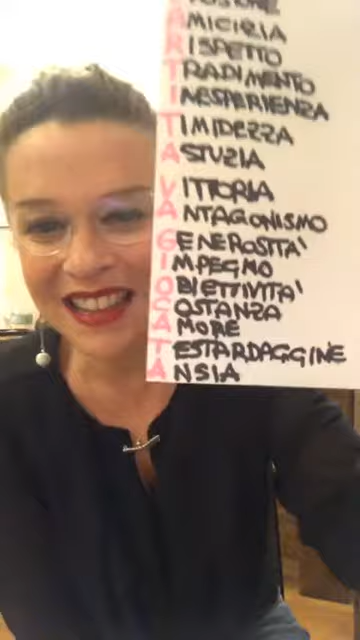 AMICIZIA
RISPETTO
TRADIMENTO
INESPERIENZA
TIMIDEZZA
ASTUZIA
VITTORIA
ANTAGONISMO
GENEROSITA'
IMPEGNO
OBIETTIVITA'
COSTANZA
AMORE
TESTARDAGGINE
ANSIA